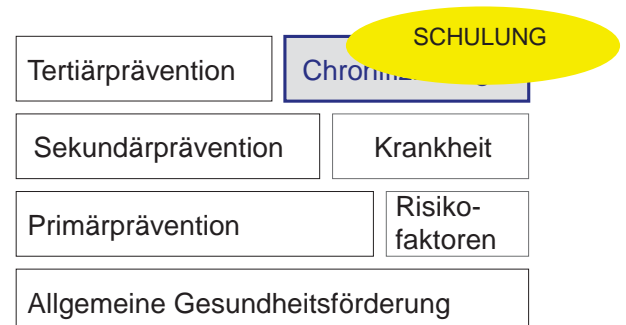 SCHULUNG
Tertiärprävention
Sekundärprävention
Krankheit
Primärprävention
Risiko-
faktoren
Allgemeine Gesundheitsförderung